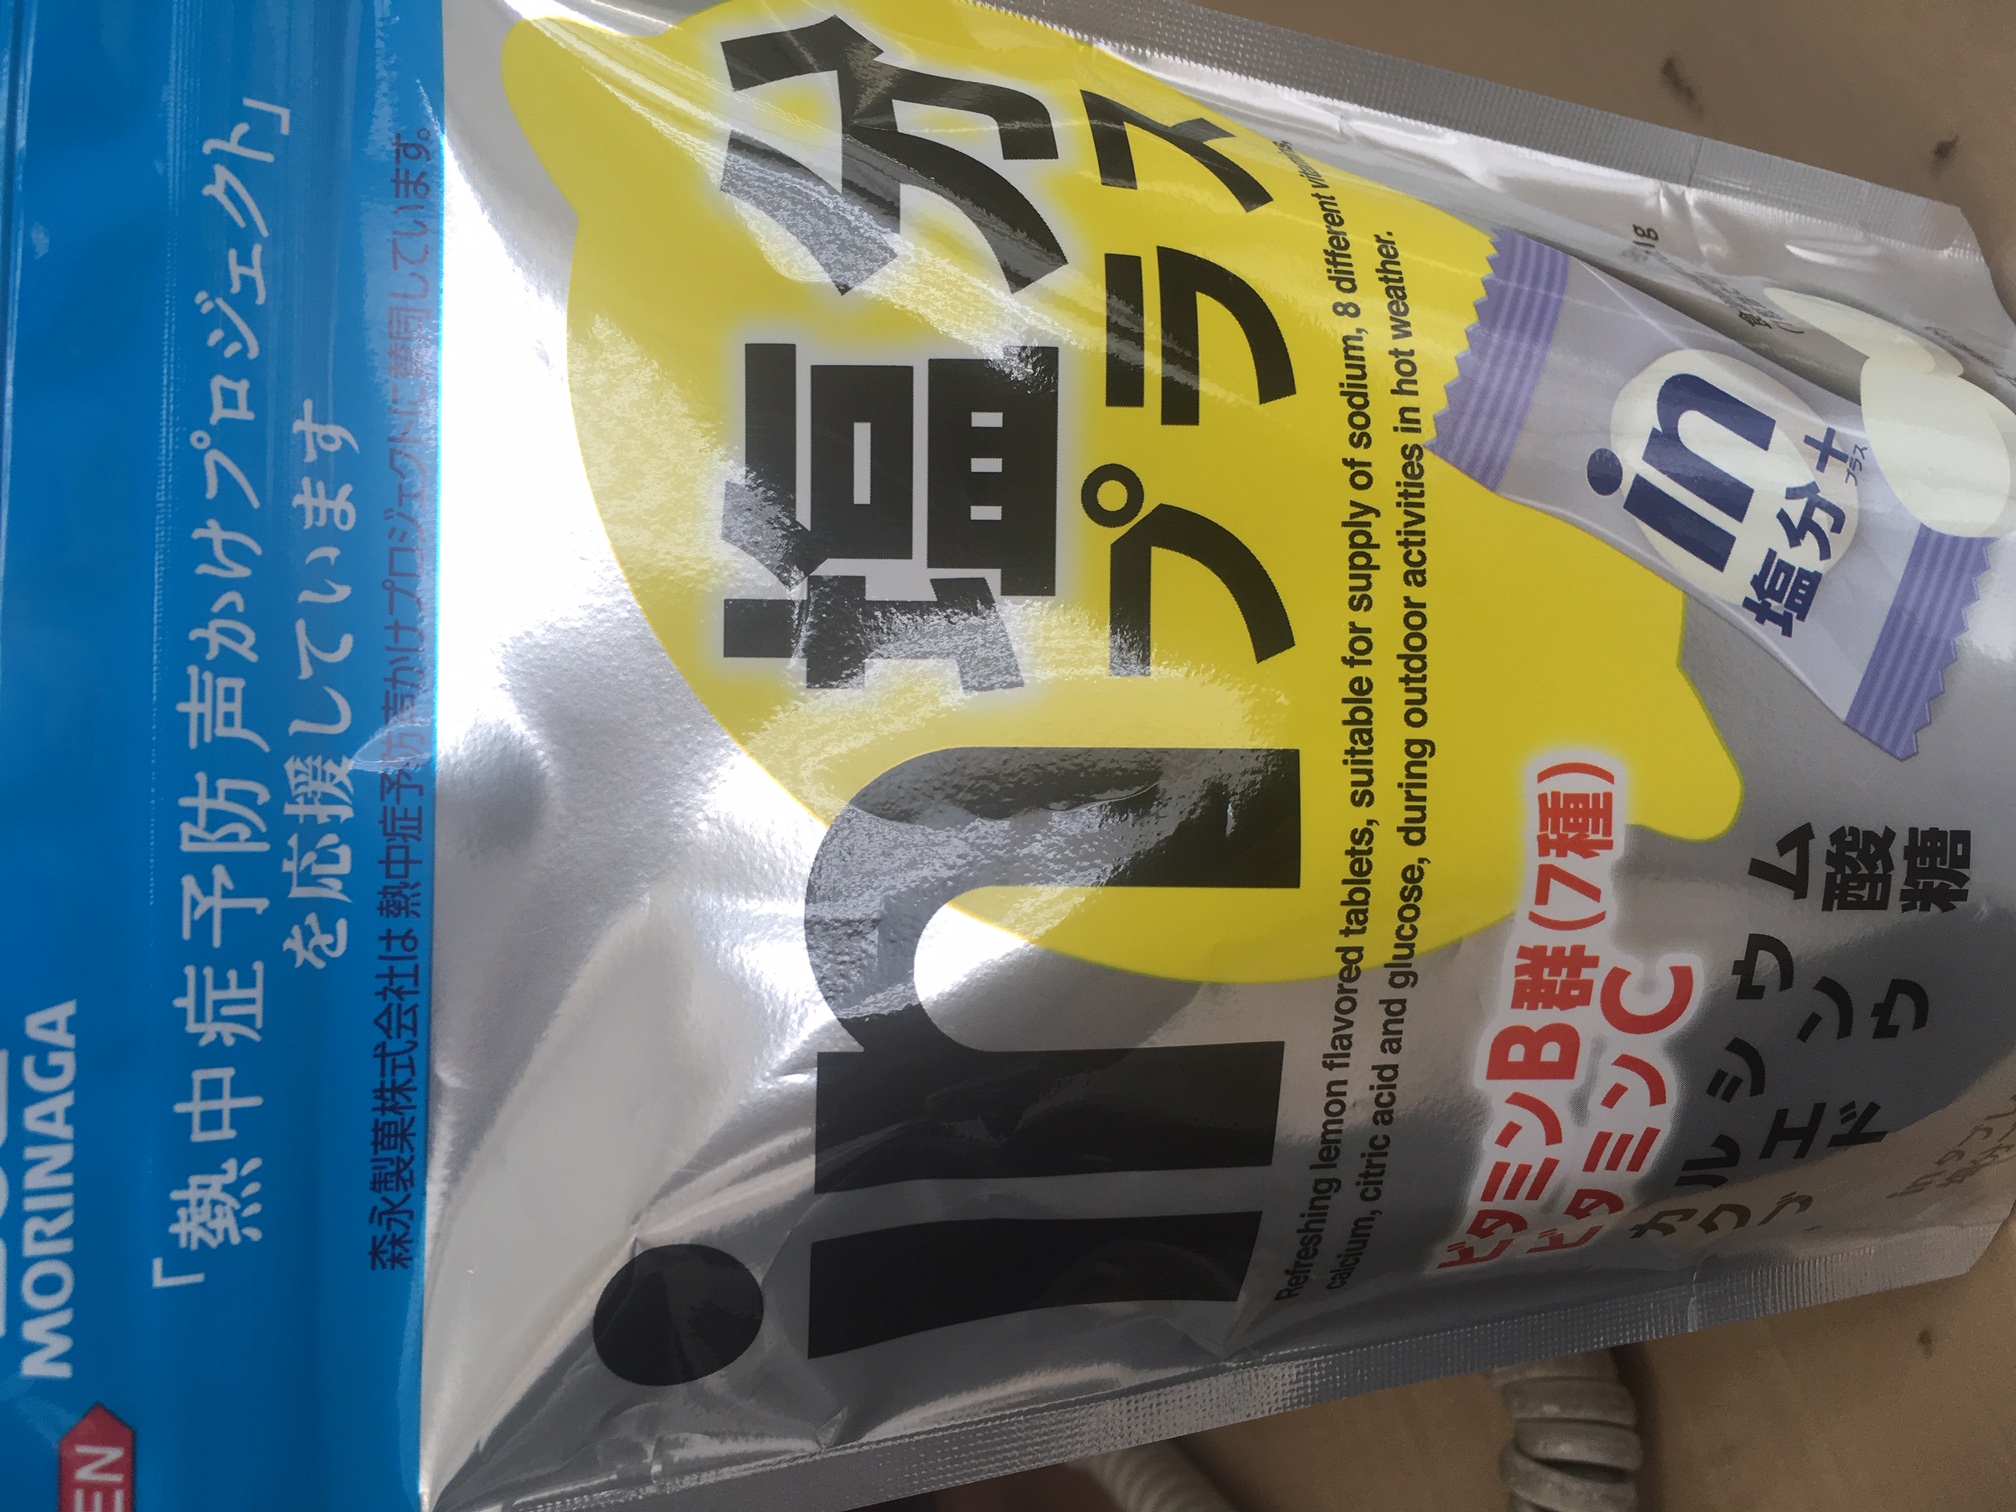 MORINAGA
「熱中症予防声かけプロジェクト」
を応援しています
森永製菓株式会社は熱中症予防声かけプロジェクトに賛同しています。
in 塩分
プラス
Refreshing lemon flavored tablets, suitable for supply of sodium, 8 different vitamins,
calcium, citric acid and glucose, during outdoor activities in hot weather.
ビタミンB群(7種)
ビタミンC
カルシウム
クエン酸
ブドウ糖
in
塩分+
プラス